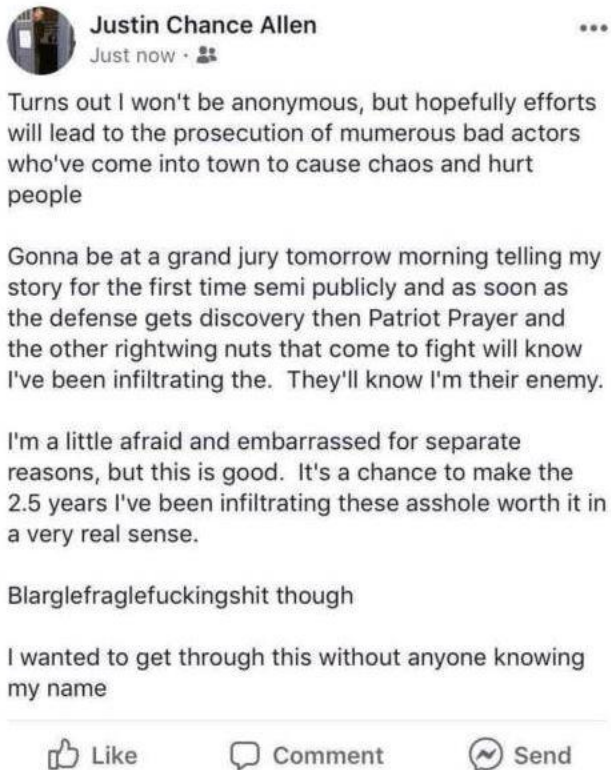 Justin Chance Allen
Just now ·
Turns out I won't be anonymous, but hopefully efforts
will lead to the prosecution of mumerous bad actors
who've come into town to cause chaos and hurt
people
Gonna be at a grand jury tomorrow morning telling my
story for the first time semi publicly and as soon as
the defense gets discovery then Patriot Prayer and
the other rightwing nuts that come to fight will know
I've been infiltrating the.  They'll know I'm their enemy.
I'm a little afraid and embarrassed for separate
reasons, but this is good.  It's a chance to make the
2.5 years I've been infiltrating these asshole worth it in
a very real sense.
Blarglefraglefuckingshit though
I wanted to get through this without anyone knowing
my name
Like Comment Send